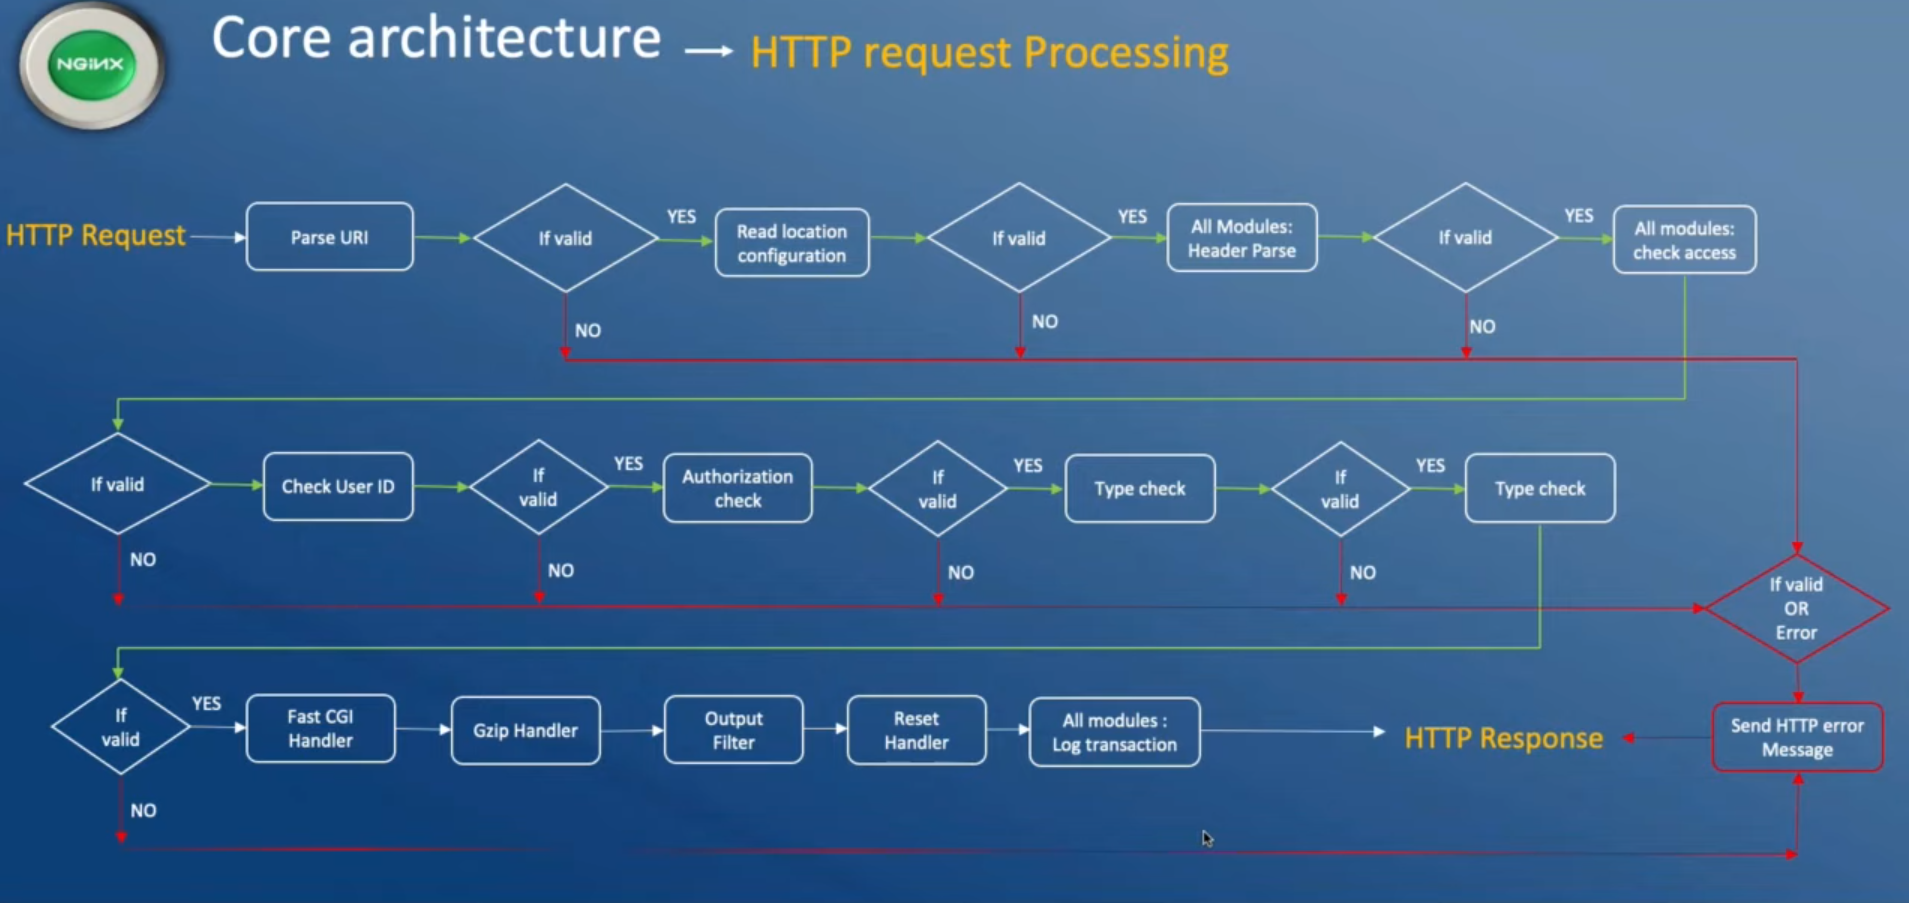 NGiNX
Core architecture → HTTP request Processing
HTTP Request
Parse URI
If valid
YES
Read location
configuration
If valid
YES
All Modules:
Header Parse
If valid
YES
All modules:
check access
NO
NO
NO
If valid
Check User ID
If
valid
YES
Authorization
check
If
valid
YES
Type check
If
valid
YES
Type check
NO
NO
NO
NO
If valid
OR
Error
If
valid
YES
Fast CGI
Handler
Gzip Handler
Output
Filter
Reset
Handler
All modules :
Log transaction
HTTP Response
Send HTTP error
Message
NO